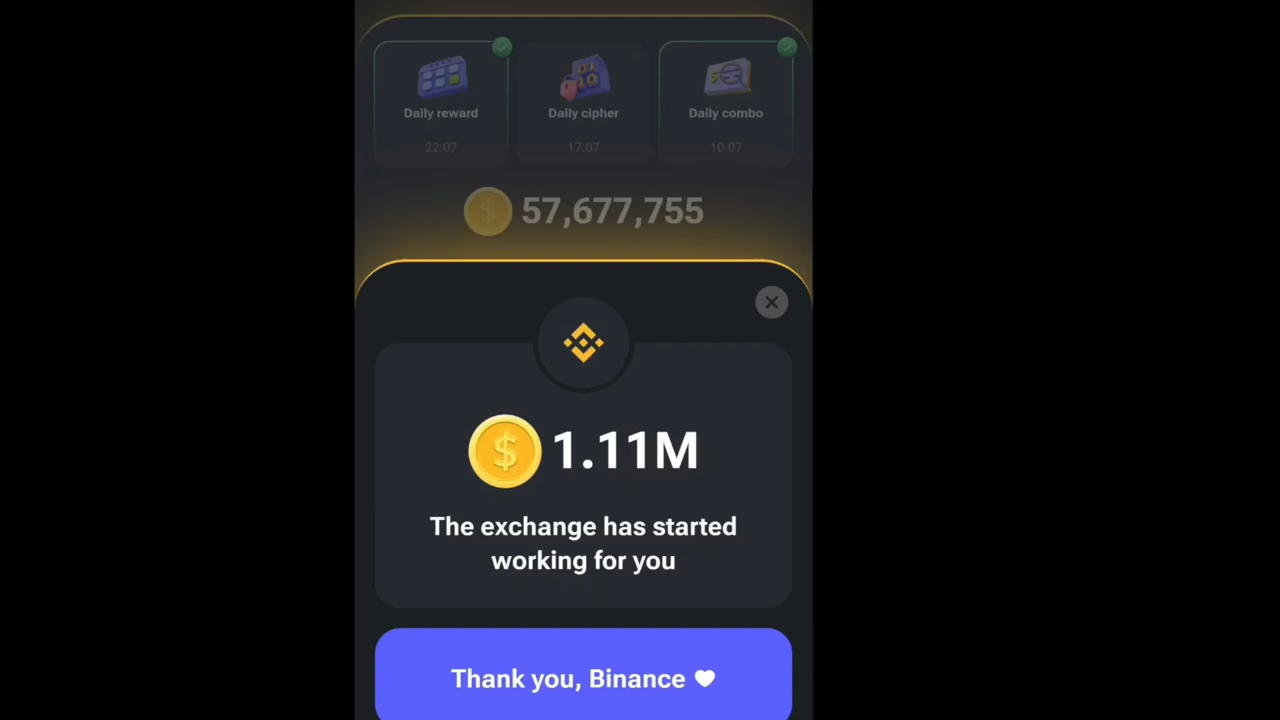 Daily reward
Daily cipher
Daily combo
22:07
17:07
10:07
57,677,755
1.11M
The exchange has started
working for you
Thank you, Binance